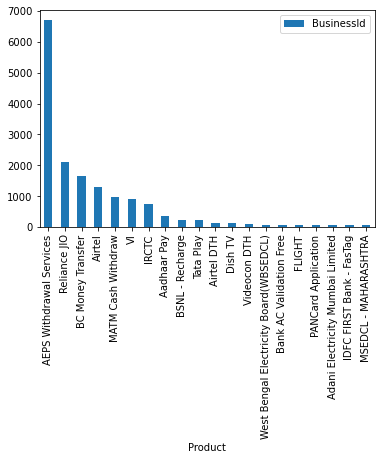 7000
6000
5000
4000
3000
2000
1000
0
BusinessId
AEPS Withdrawal Services
Reliance JIO
BC Money Transfer
Airtel
MATM Cash Withdraw
VI
IRCTC
Aadhaar Pay
BSNL - Recharge
Tata Play
Airtel DTH
Dish TV
Videocon DTH
West Bengal Electricity Board(WBSEDCL)
Bank AC Validation Free
FLIGHT
PANCard Application
Adani Electricity Mumbai Limited
IDFC FIRST Bank - FasTag
MSEDCL - MAHARASHTRA
Product